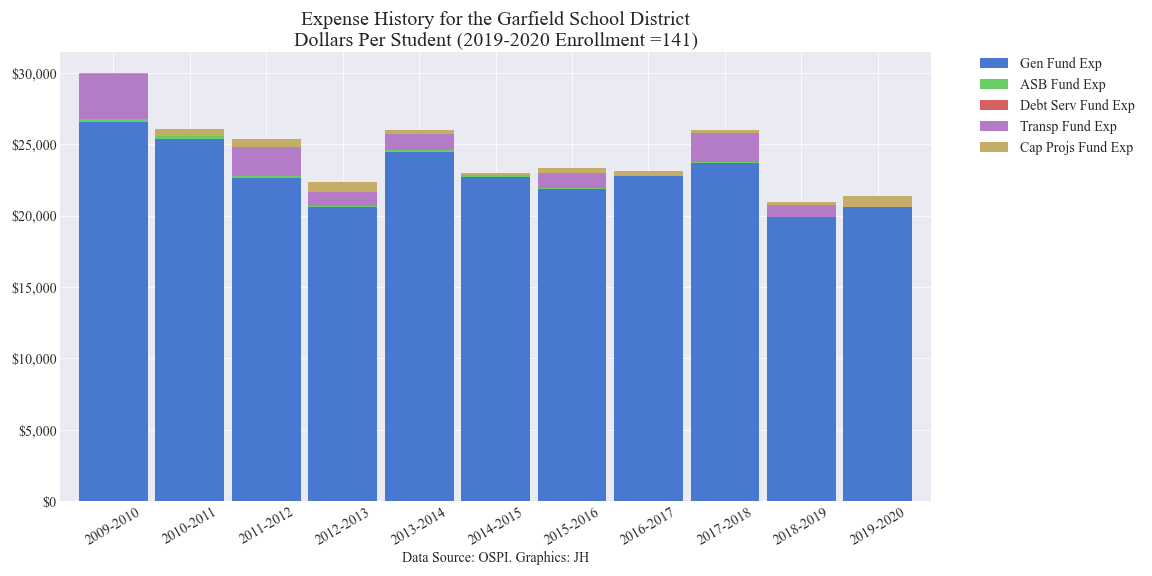 Expense History for the Garfield School District
Dollars Per Student (2019-2020 Enrollment =141)
$30,000
$25,000
$20,000
$15,000
$10,000
$5,000
$0
2009-2010
2010-2011
2011-2012
2012-2013
2013-2014
2014-2015
2015-2016
2016-2017
2017-2018
2018-2019
2019-2020
Data Source: OSPI. Graphics: JH
Gen Fund Exp
ASB Fund Exp
Debt Serv Fund Exp
Transp Fund Exp
Cap Projs Fund Exp